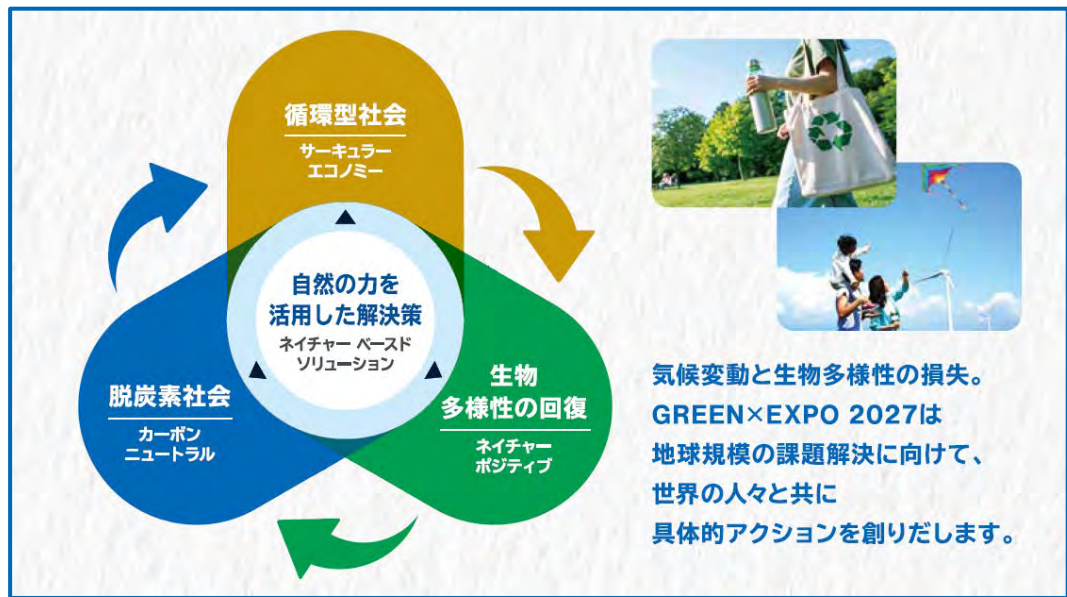 循環型社会
サーキュラー
エコノミー
自然の力を
活用した解決策
ネイチャー ベースド
ソリューション
脱炭素社会
カーボン
ニュートラル
生物
多様性の回復
ネイチャー
ポジティブ
気候変動と生物多様性の損失。
GREEN×EXPO 2027は
地球規模の課題解決に向けて、
世界の人々と共に
具体的アクションを創りだします。